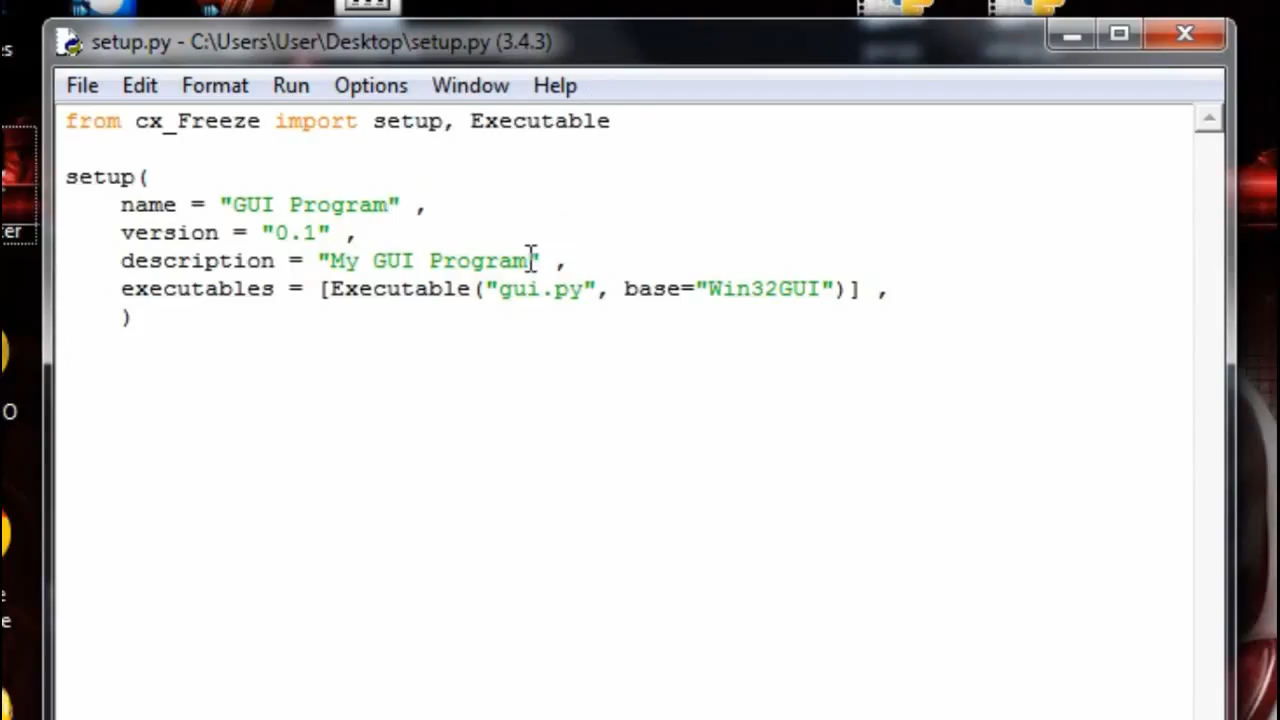 setup.py - C:\Users\User\Desktop\setup.py (3.4.3)
File Edit Format Run Options Window Help
from cx_Freeze import setup, Executable
setup(
name = "GUI Program" ,
version = "0.1" ,
description = "My GUI Program" ,
executables = [Executable("gui.py", base="Win32GUI")] ,
)
O